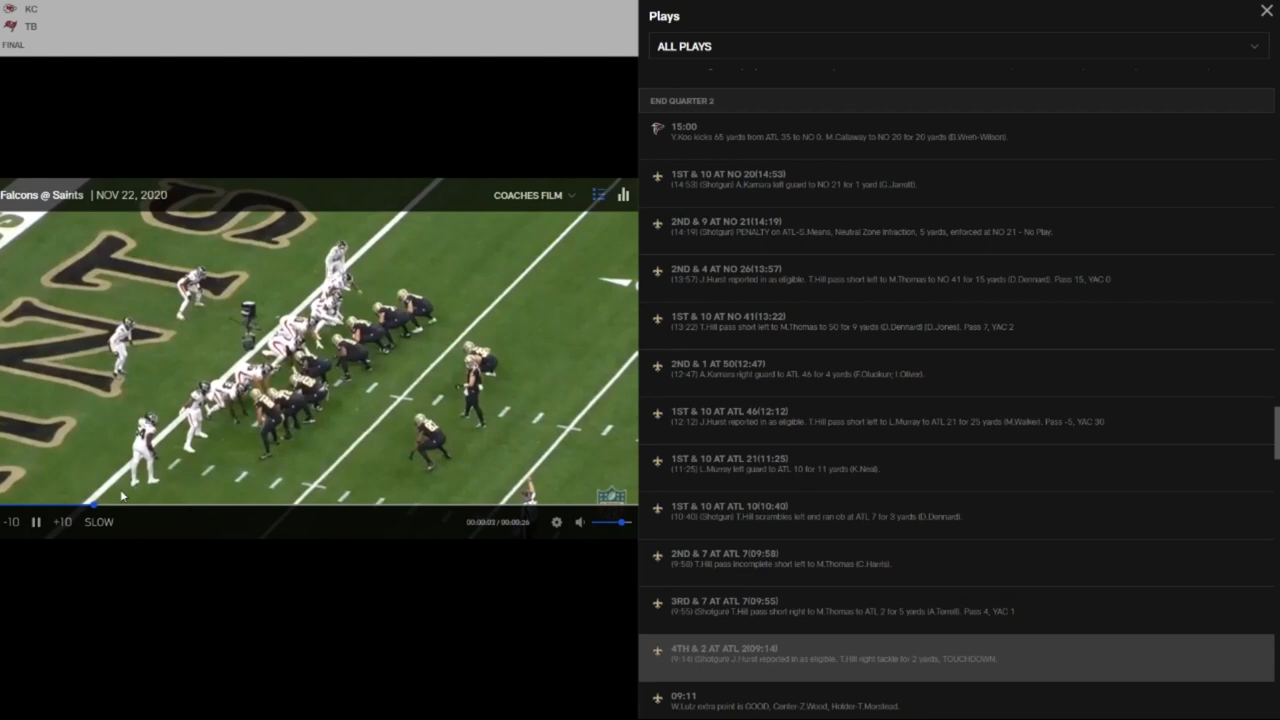 KC
TB
FINAL
Falcons @ Saints | NOV 22, 2020
COACHES FILM
SAINTS
-10
+10
SLOW
00:00:03 / 00:00:26
NFL
Plays
ALL PLAYS
END QUARTER 2
15:00
Y.Koo kicks 65 yards from ATL 35 to NO 0. M.Callaway to NO 20 for 20 yards (B.Wreh-Wilson).
1ST & 10 AT NO 20(14:53)
(14:53) (Shotgun) A.Kamara left guard to NO 21 for 1 yard (G.Jarrett).
2ND & 9 AT NO 21(14:19)
(14:19) (Shotgun) PENALTY on ATL-S.Means, Neutral Zone Infraction, 5 yards, enforced at NO 21 - No Play.
2ND & 4 AT NO 26(13:57)
(13:57) J.Hurst reported in as eligible. T.Hill pass short left to M.Thomas to NO 41 for 15 yards (D.Dennard). Pass 15, YAC 0
1ST & 10 AT NO 41(13:22)
(13:22) T.Hill pass short left to M.Thomas to 50 for 9 yards (D.Dennard) (D.Jones). Pass 7, YAC 2
2ND & 1 AT 50(12:47)
(12:47) A.Kamara right guard to ATL 46 for 4 yards (F.Oluokun; I.Oliver).
1ST & 10 AT ATL 46(12:12)
(12:12) J.Hurst reported in as eligible. T.Hill pass short left to L.Murray to ATL 21 for 25 yards (M.Walker). Pass -5, YAC 30
1ST & 10 AT ATL 21(11:25)
(11:25) L.Murray left guard to ATL 10 for 11 yards (K.Neal).
1ST & 10 AT ATL 10(10:40)
(10:40) (Shotgun) T.Hill scrambles left end ran ob at ATL 7 for 3 yards (D.Dennard).
2ND & 7 AT ATL 7(09:58)
(9:58) T.Hill pass incomplete short left to M.Thomas (C.Harris).
3RD & 7 AT ATL 7(09:55)
(9:55) (Shotgun) T.Hill pass short right to M.Thomas to ATL 2 for 5 yards (A.Terrell). Pass 4, YAC 1
4TH & 2 AT ATL 2(09:14)
(9:14) (Shotgun) J.Hurst reported in as eligible. T.Hill right tackle for 2 yards, TOUCHDOWN.
09:11
W.Lutz extra point is GOOD, Center-Z.Wood, Holder-T.Morstead.